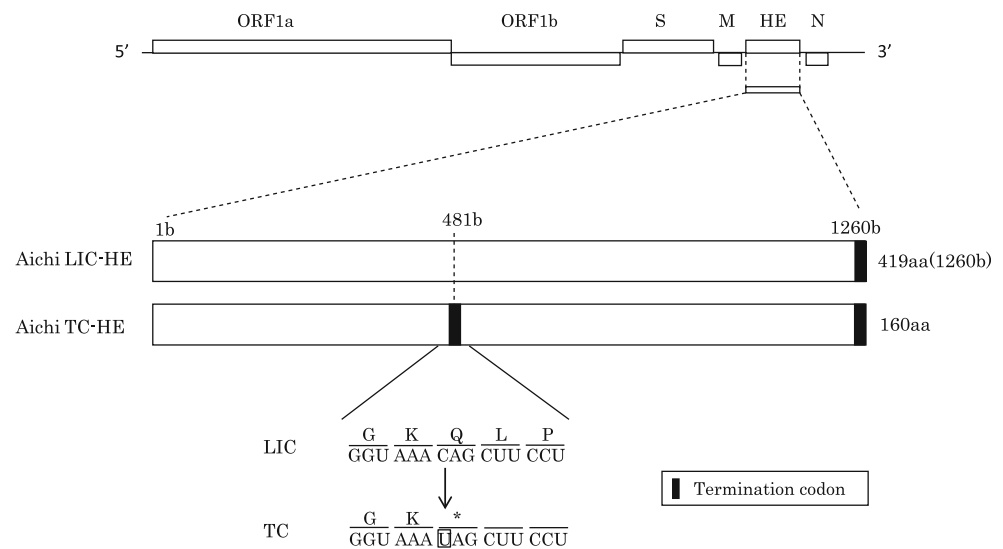 ORF1a ORF1b S M HE N
5’ 3’
1b 481b 1260b
Aichi LIC-HE 419aa(1260b)
Aichi TC-HE 160aa
G K Q L P
LIC GGU AAA CAG CUU CCU
G K *
TC GGU AAA UAG CUU CCU
Termination codon